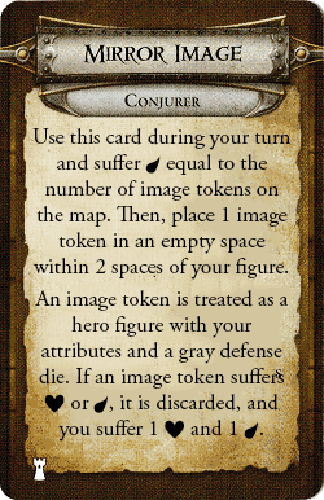 MIRROR IMAGE
CONJURER
Use this card during your turn
and suffer equal to the
number of image tokens on
the map. Then, place 1 image
token in an empty space
within 2 spaces of your figure.
An image token is treated as a
hero figure with your
attributes and a gray defense
die. If an image token suffers
or , it is discarded, and
you suffer 1 and 1 .